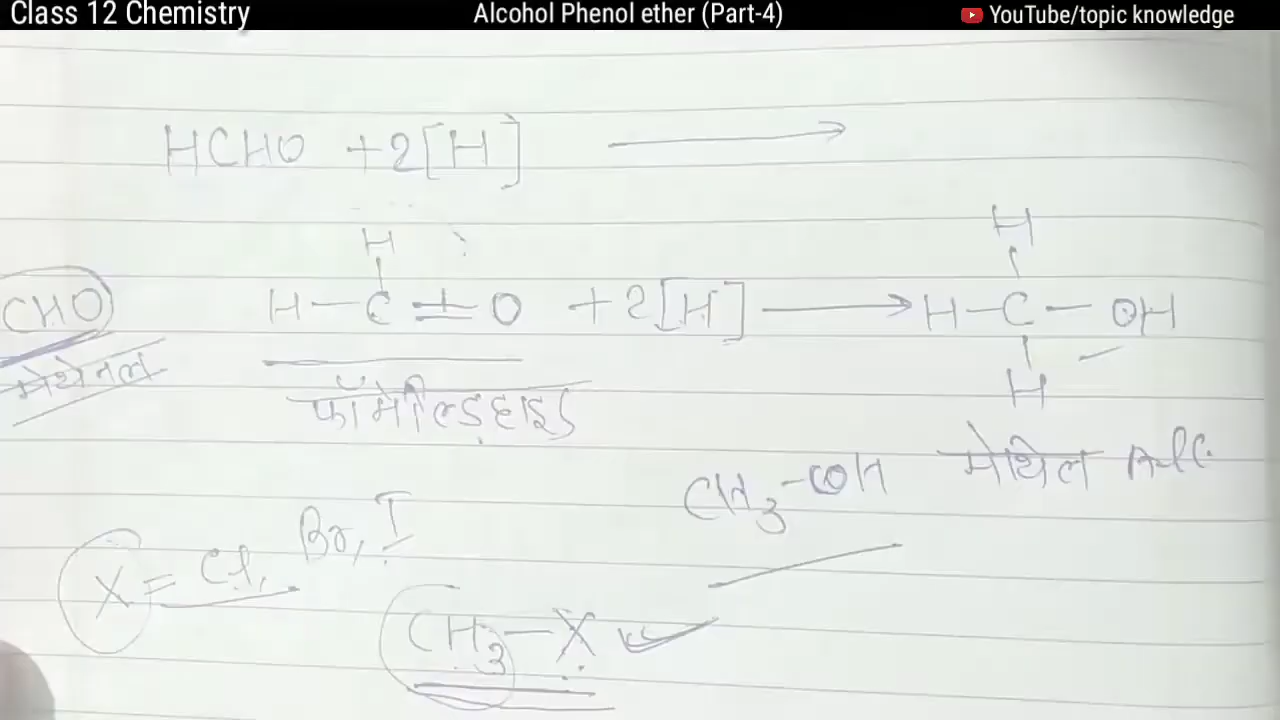 Class 12 Chemistry
Alcohol Phenol ether (Part-4)
YouTube/topic knowledge
HCHO + 2[H] ⟶
H
H—C=O + 2[H] ⟶ H—C—OH
H
H
CHO
मेथेनल
फॉर्माल्डिहाइड
मेथिल Alc.
CH3-OH
X = Cl, Br, I
CH3—X